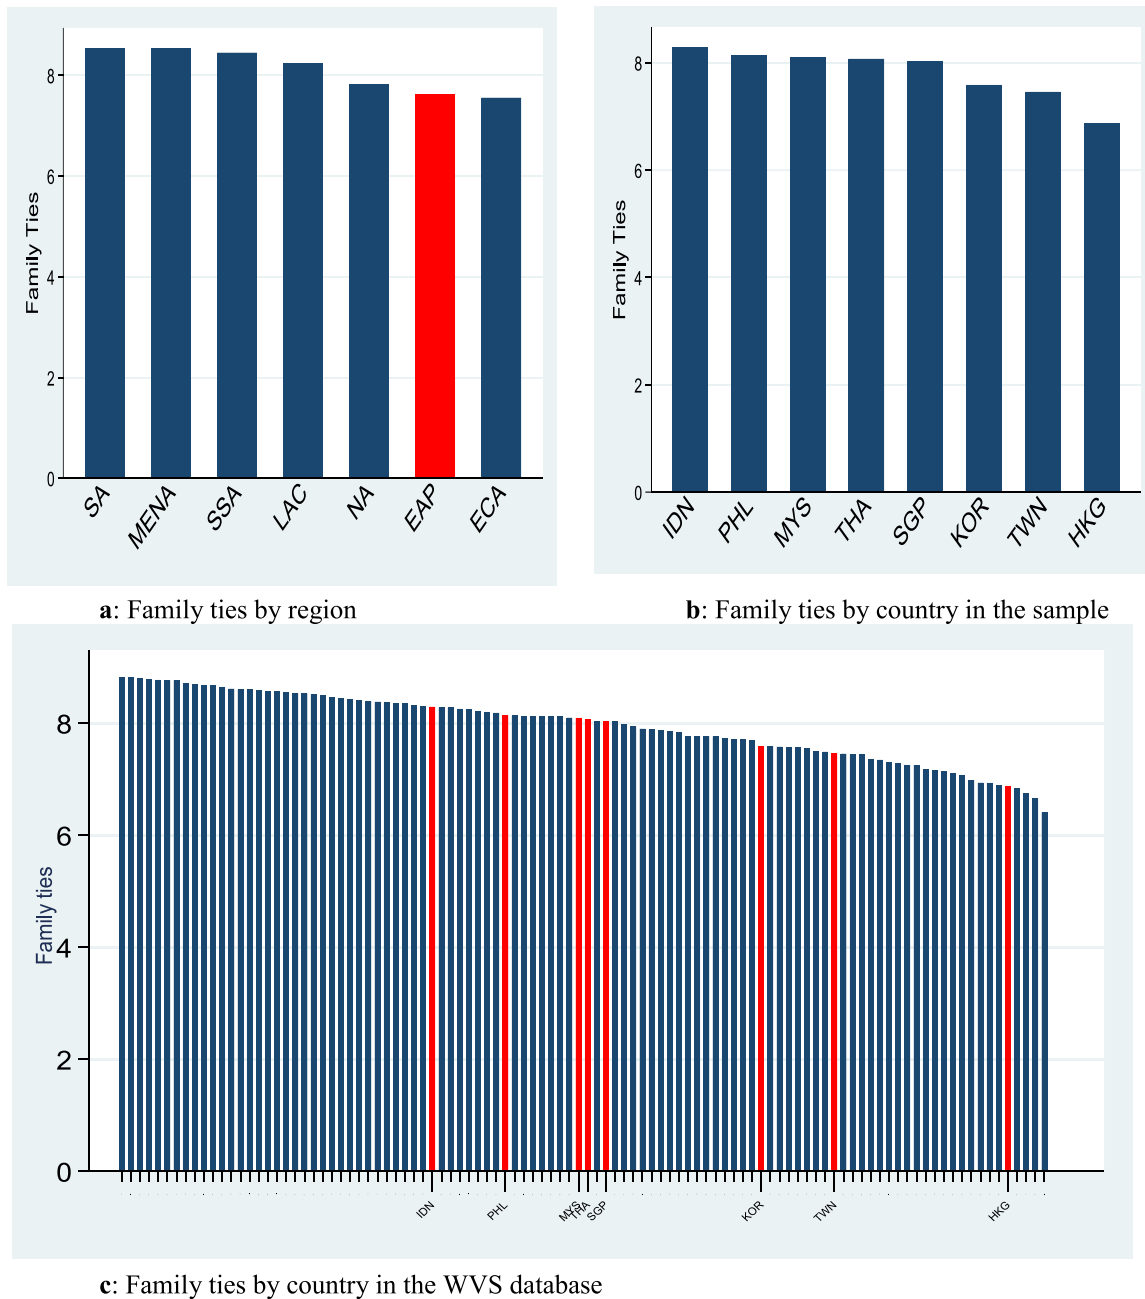 Family Ties
8
6
4
2
0
SA
MENA
SSA
LAC
NA
EAP
ECA
a: Family ties by region
Family Ties
8
6
4
2
0
IDN
PHL
MYS
THA
SGP
KOR
TWN
HKG
b: Family ties by country in the sample
Family ties
8
6
4
2
0
IDN
PHL
MYS
THA
SGP
KOR
TWN
HKG
c: Family ties by country in the WVS database